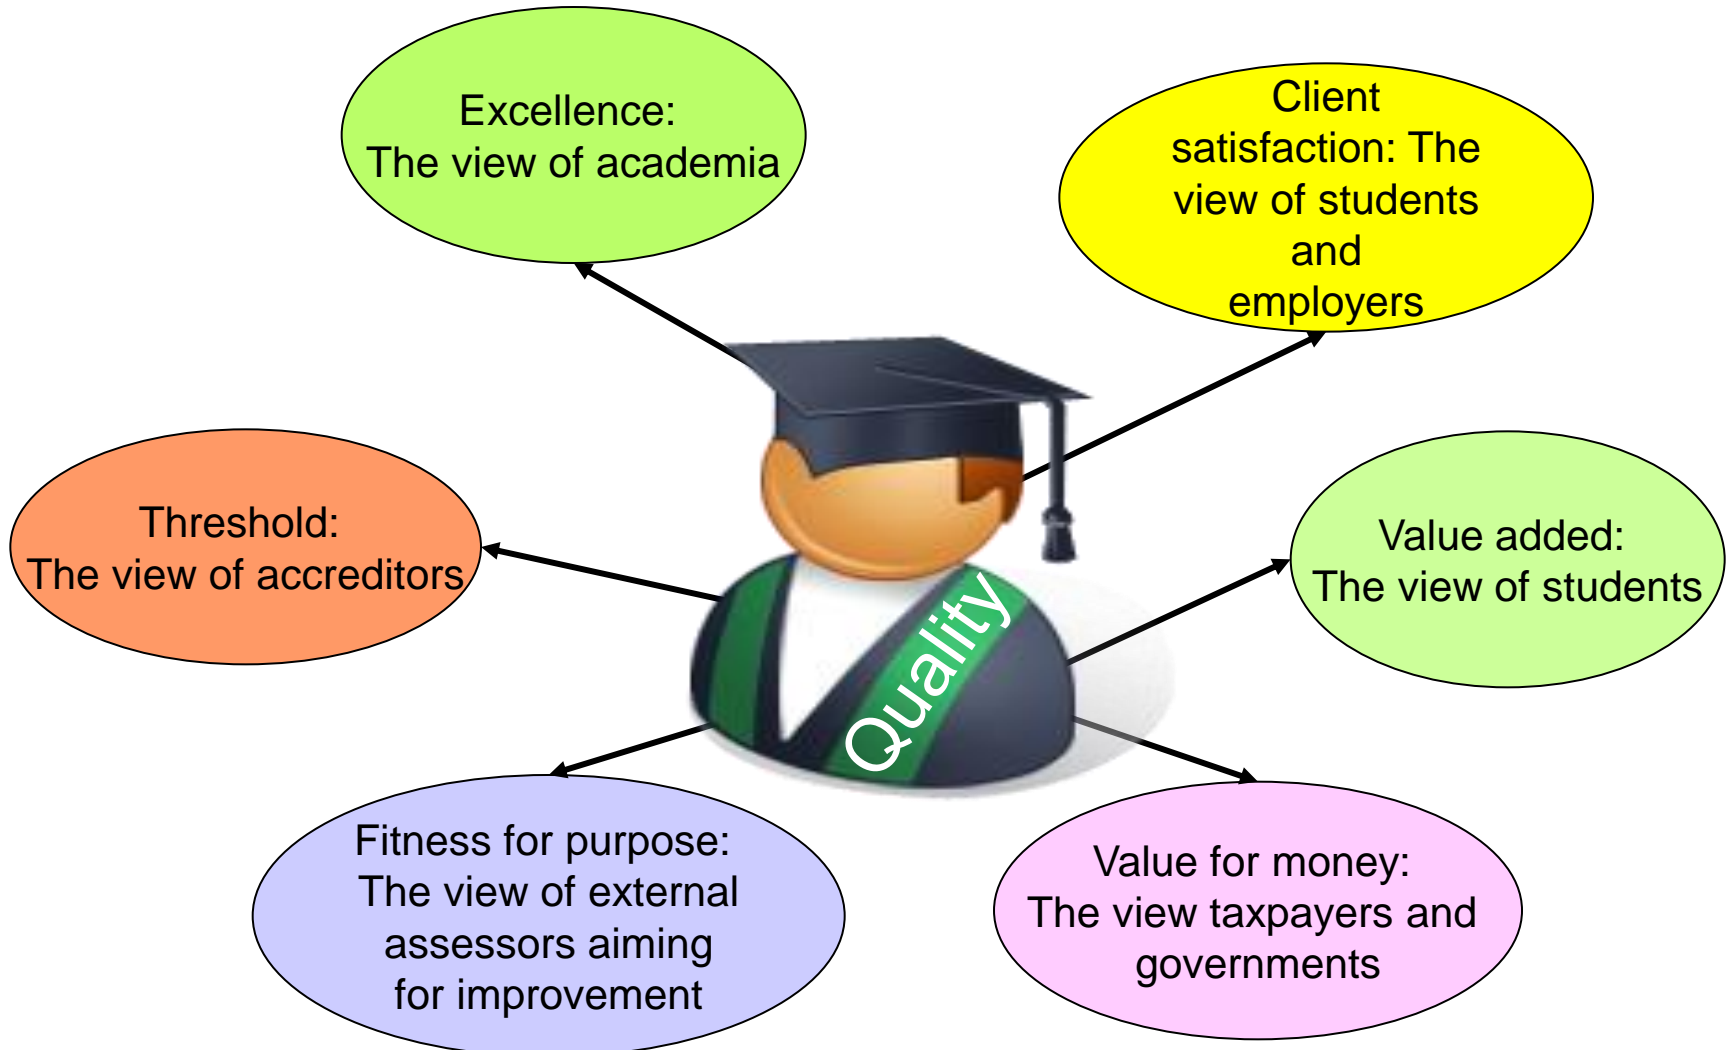 Excellence:
The view of academia
Client
satisfaction: The
view of students
and
employers
Threshold:
The view of accreditors
Value added:
The view of students
Quality
Fitness for purpose:
The view of external
assessors aiming
for improvement
Value for money:
The view taxpayers and
governments